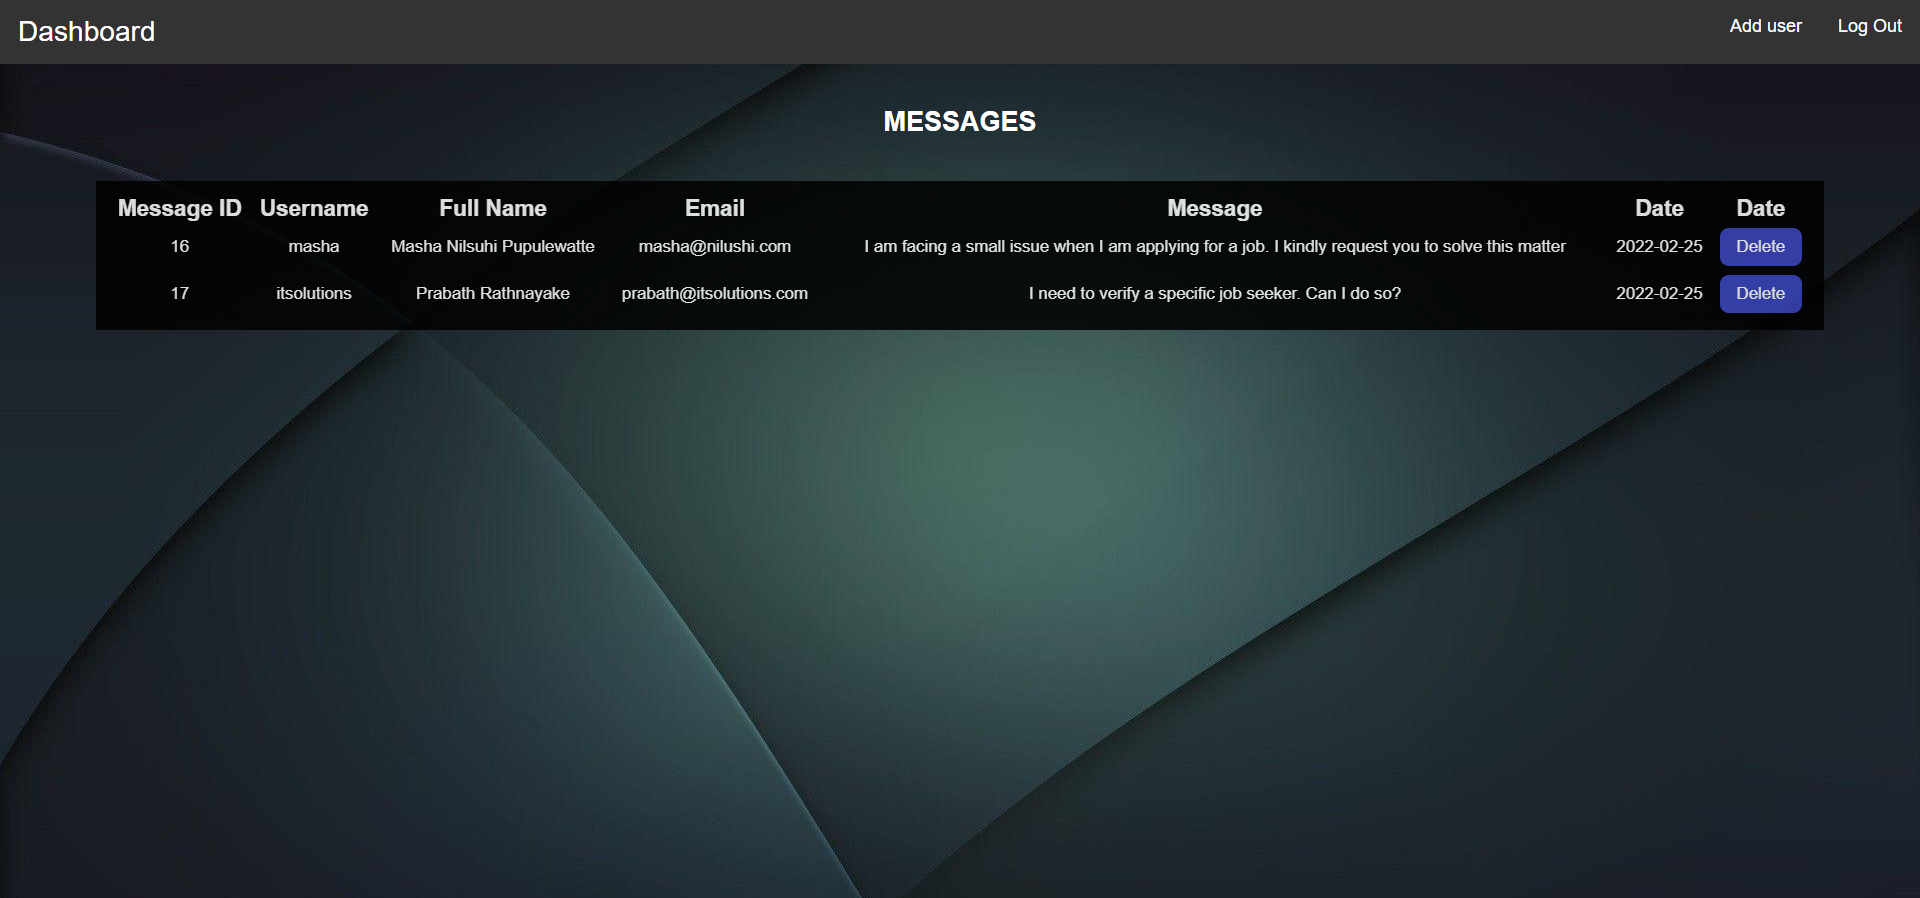 Dashboard Add user Log Out
MESSAGES
Message ID Username Full Name Email Message Date Date
16 masha Masha Nilsuhi Pupulewatte masha@nilushi.com I am facing a small issue when I am applying for a job. I kindly request you to solve this matter 2022-02-25 Delete
17 itsolutions Prabath Rathnayake prabath@itsolutions.com I need to verify a specific job seeker. Can I do so? 2022-02-25 Delete